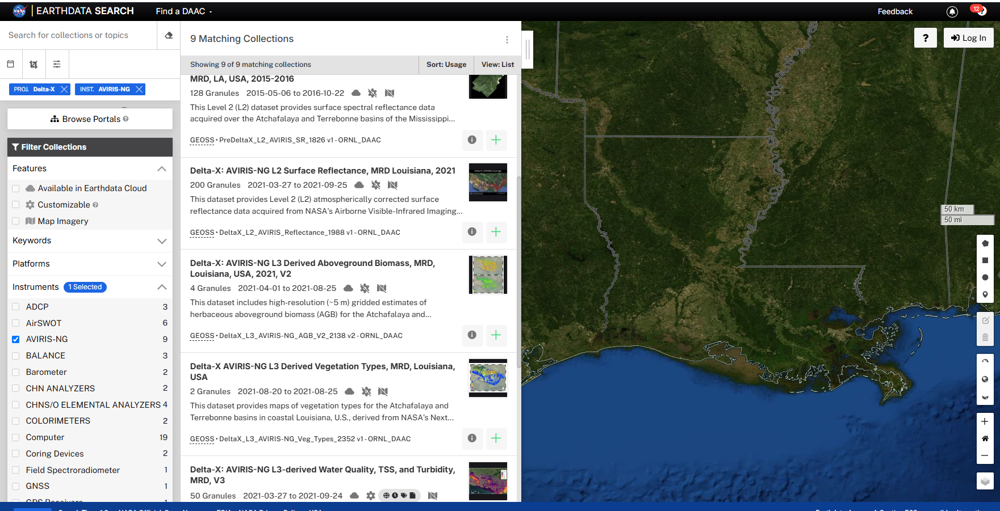 NASA EARTHDATA SEARCH
Find a DAAC
Feedback
12
?
Search for collections or topics
PROJ. Delta-X
INST. AVIRIS-NG
Browse Portals ?
Filter Collections
Features
Available in Earthdata Cloud
Customizable ?
Map Imagery
Keywords
Platforms
Instruments 1 Selected
ADCP 3
AirSWOT 6
AVIRIS-NG 9
BALANCE 3
Barometer 2
CHN ANALYZERS 2
CHNS/O ELEMENTAL ANALYZERS 4
COLORIMETERS 2
Computer 19
Coring Devices 2
Field Spectroradiometer 1
GNSS 1
GPS Receivers 1
9 Matching Collections
Showing 9 of 9 matching collections
Sort: Usage
View: List
MRD, LA, USA, 2015-2016
128 Granules 2015-05-06 to 2016-10-22
This Level 2 (L2) dataset provides surface spectral reflectance data
acquired over the Atchafalaya and Terrebonne basins of the Mississippi...
GEOSS • PreDeltaX_L2_AVIRIS_SR_1826 v1 - ORNL_DAAC
Delta-X: AVIRIS-NG L2 Surface Reflectance, MRD Louisiana, 2021
200 Granules 2021-03-27 to 2021-09-25
This dataset provides Level 2 (L2) atmospherically corrected surface
reflectance data acquired from NASA's Airborne Visible-Infrared Imaging...
GEOSS • DeltaX_L2_AVIRIS_Reflectance_1988 v1 - ORNL_DAAC
Delta-X: AVIRIS-NG L3 Derived Aboveground Biomass, MRD,
Louisiana, USA, 2021, V2
4 Granules 2021-04-01 to 2021-08-25
This dataset includes high-resolution (~5 m) gridded estimates of
herbaceous aboveground biomass (AGB) for the Atchafalaya and...
GEOSS • DeltaX_L3_AVIRIS-NG_AGB_V2_2138 v2 - ORNL_DAAC
Delta-X AVIRIS-NG L3 Derived Vegetation Types, MRD, Louisiana,
USA
2 Granules 2021-08-20 to 2021-08-25
This dataset provides maps of vegetation types for the Atchafalaya and
Terrebonne basins in coastal Louisiana, U.S., derived from NASA's Next...
GEOSS • DeltaX_L3_AVIRIS-NG_Veg_Types_2352 v1 - ORNL_DAAC
Delta-X: AVIRIS-NG L3-derived Water Quality, TSS, and Turbidity,
MRD, V3
50 Granules 2021-03-27 to 2021-09-24
?
Log In
50 km
50 mi